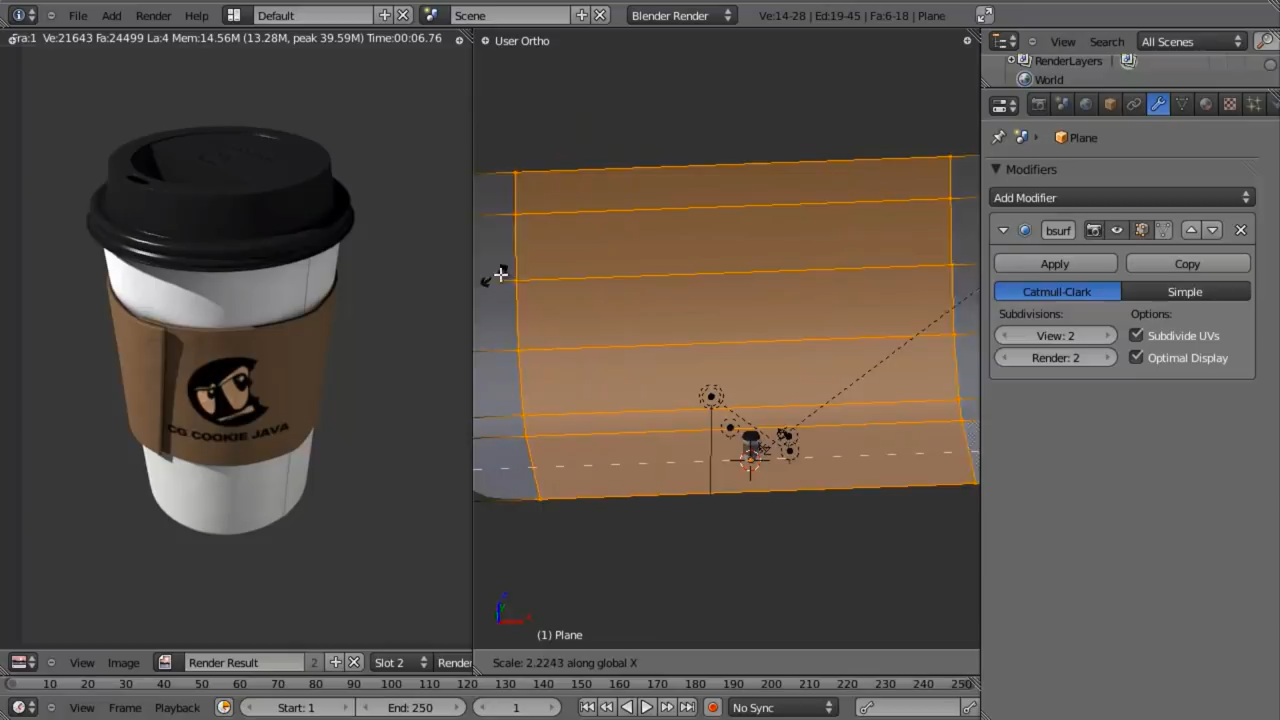 File Add Render Help Default Scene Blender Render Ve:14-28 | Ed:19-45 | Fa:6-18 | Plane
Fra:1 Ve:21643 Fa:24499 La:4 Mem:14.56M (13.28M, peak 39.59M) Time:00:06.76
User Ortho
View Search All Scenes
RenderLayers
World
Plane
Modifiers
Add Modifier
bsurf
Apply Copy
Catmull-Clark Simple
Subdivisions: Options:
View: 2 Subdivide UVs
Render: 2 Optimal Display
CG COOKIE JAVA
(1) Plane
View Image Render Result 2 Slot 2 Render
Scale: 2.2243 along global X
10 20 30 40 50 60 70 80 90 100 110 120 130 140 150 160 170 180 190 200 210 220 230 240 250
View Frame Playback Start: 1 End: 250 1 No Sync